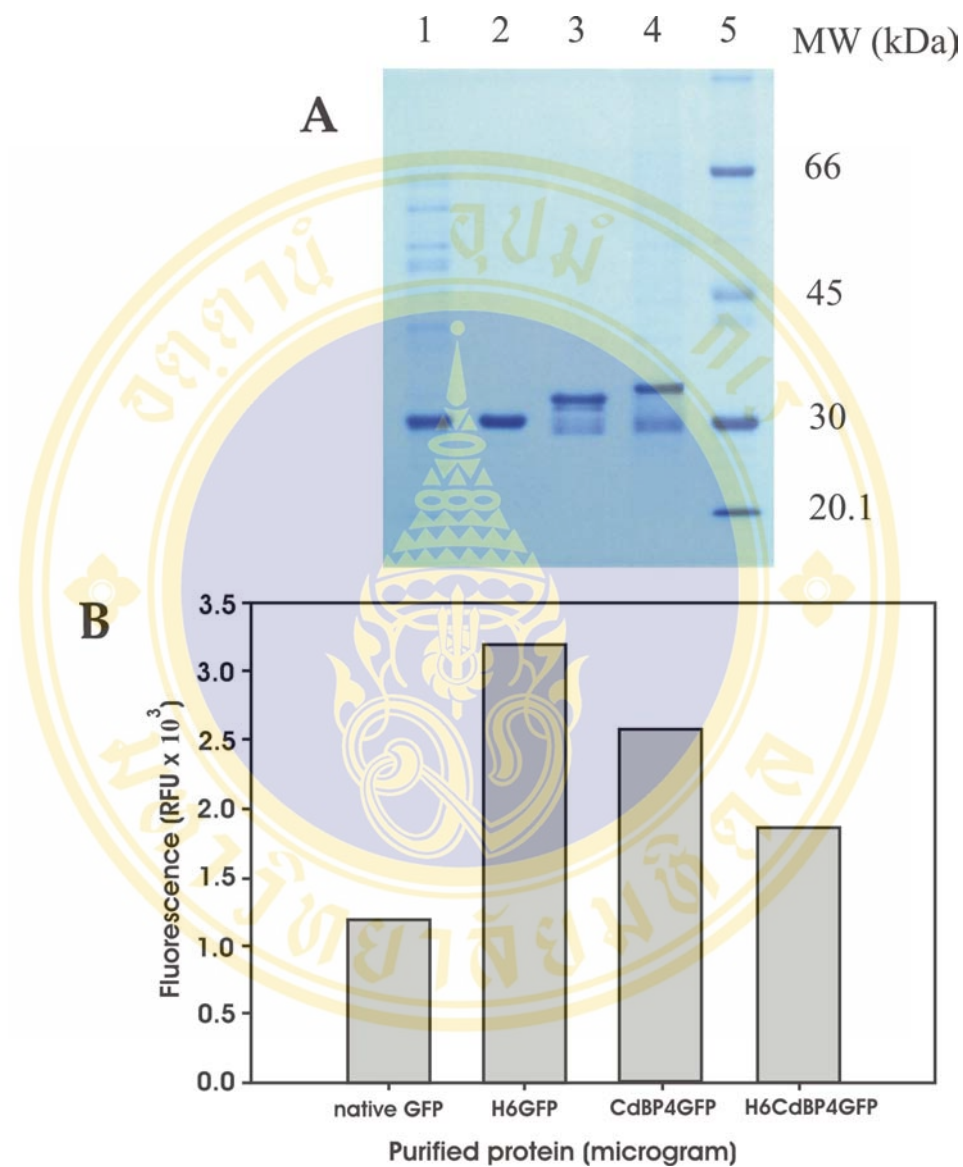 1 2 3 4 5 MW (kDa)
A
66
45
30
20.1
B
3.5
3.0
2.5
2.0
1.5
1.0
0.5
0.0
Fluorescence (RFU x 10³)
native GFP H6GFP CdBP4GFP H6CdBP4GFP
Purified protein (microgram)